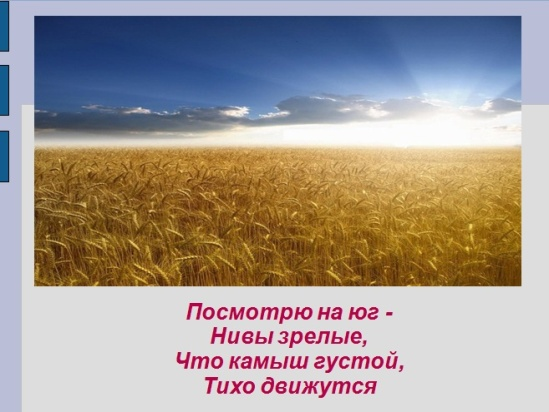 Посмотрю на юг -
Нивы зрелые,
Что камыш густой,
Тихо движутся